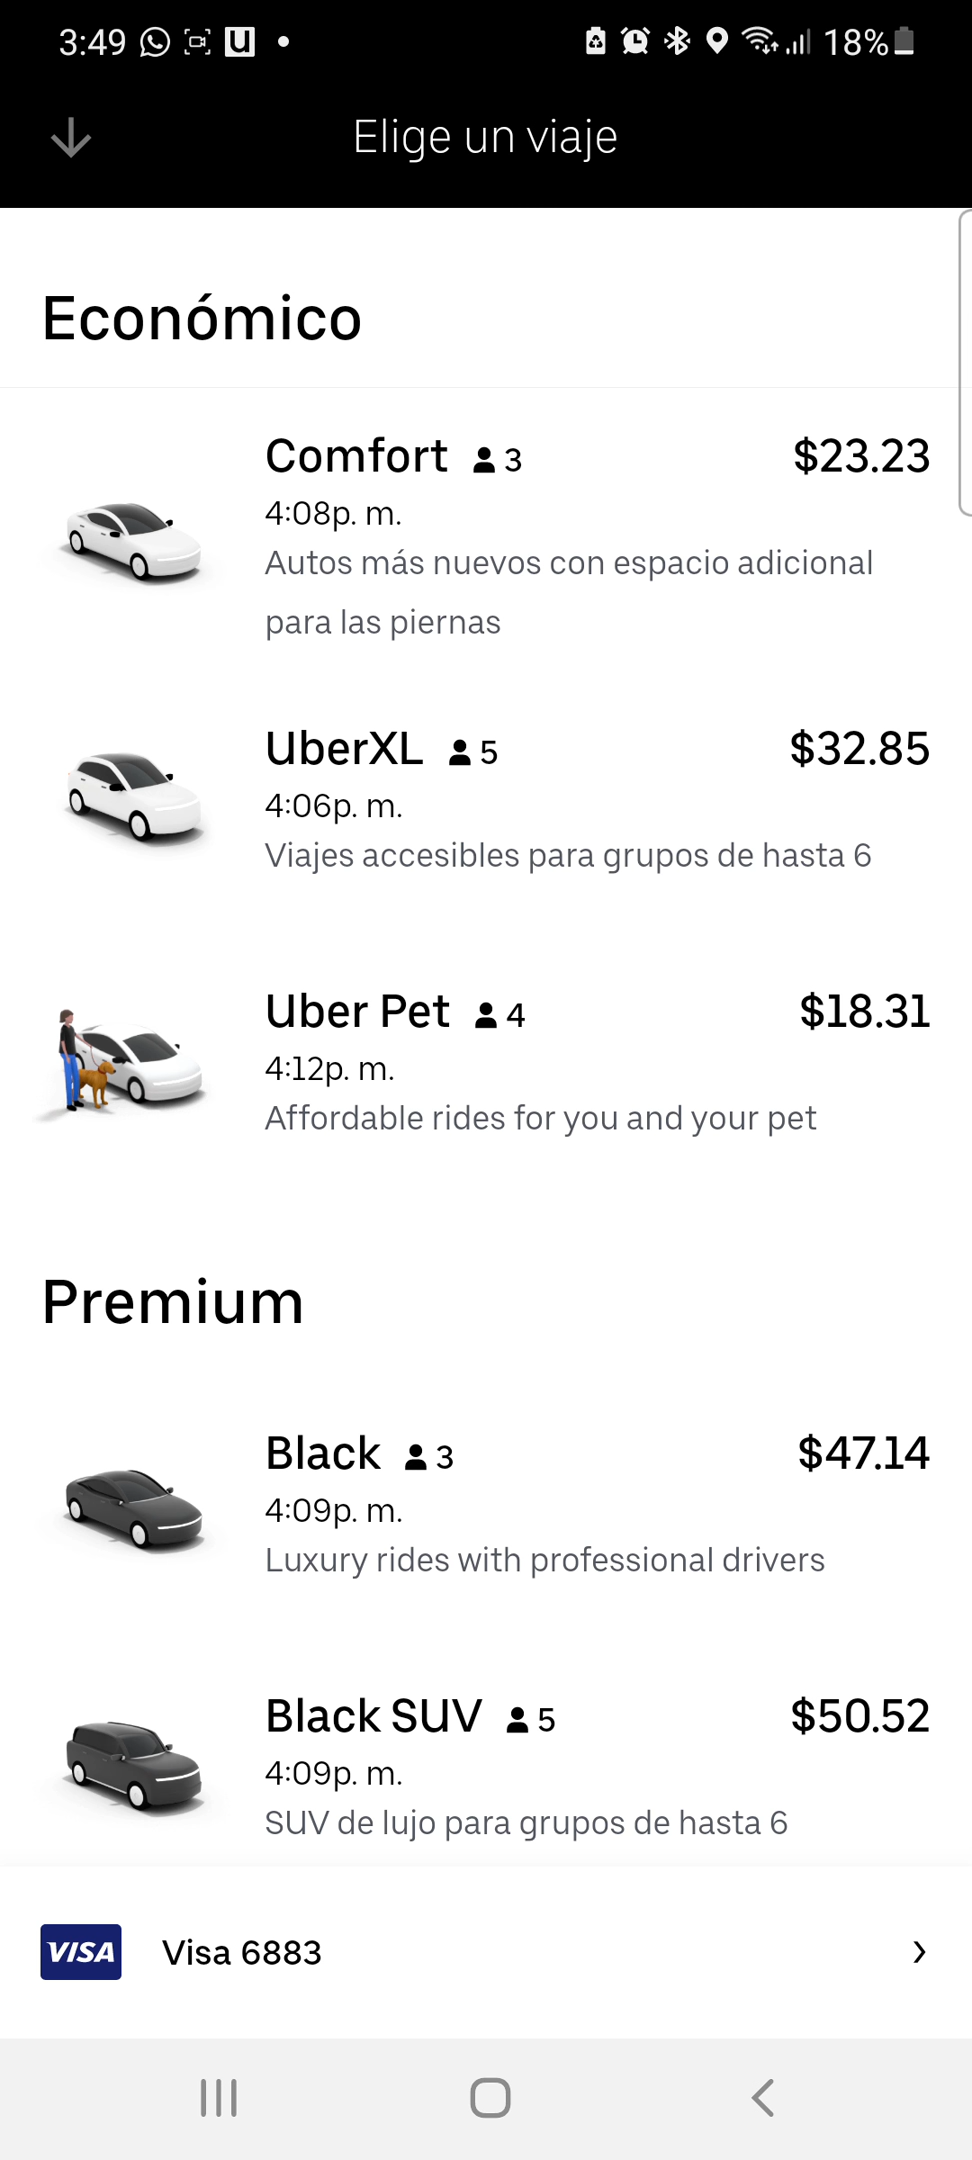 3:49 18%
Elige un viaje
Económico
Comfort 3 $23.23
4:08p. m.
Autos más nuevos con espacio adicional
para las piernas
UberXL 5 $32.85
4:06p. m.
Viajes accesibles para grupos de hasta 6
Uber Pet 4 $18.31
4:12p. m.
Affordable rides for you and your pet
Premium
Black 3 $47.14
4:09p. m.
Luxury rides with professional drivers
Black SUV 5 $50.52
4:09p. m.
SUV de lujo para grupos de hasta 6
VISA Visa 6883